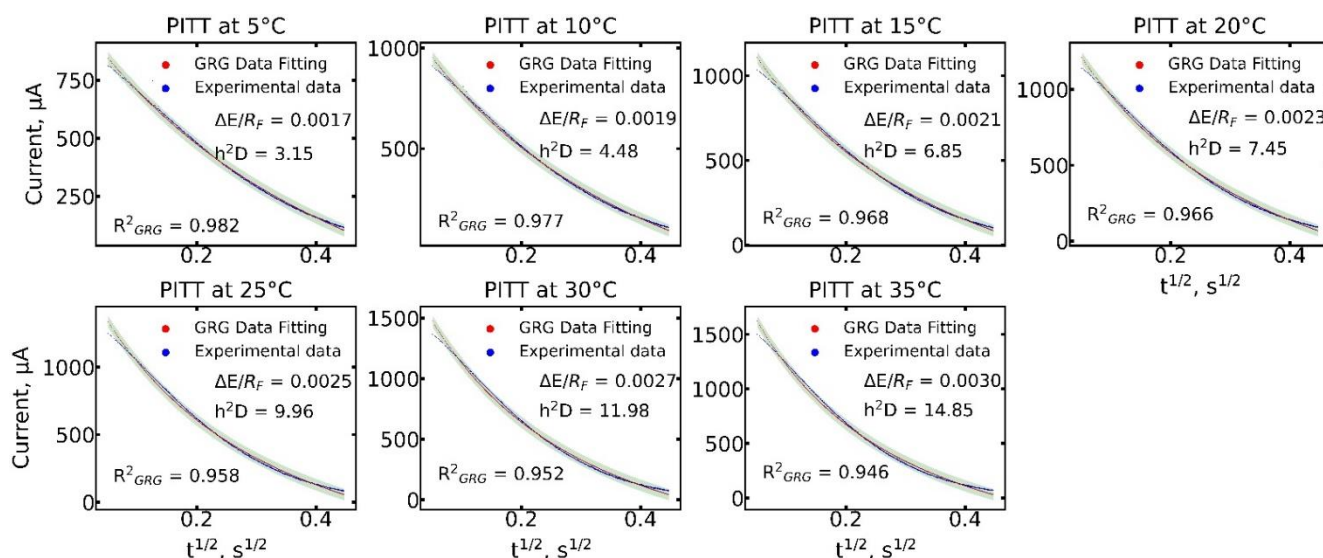 PITT at 5°C
Current, μA
750
500
250
0.2
0.4
GRG Data Fitting
Experimental data
ΔE/R_F = 0.0017
h²D = 3.15
R²_GRG = 0.982
PITT at 10°C
1000
500
0.2
0.4
GRG Data Fitting
Experimental data
ΔE/R_F = 0.0019
h²D = 4.48
R²_GRG = 0.977
PITT at 15°C
1000
500
0
0.2
0.4
GRG Data Fitting
Experimental data
ΔE/R_F = 0.0021
h²D = 6.85
R²_GRG = 0.968
PITT at 20°C
1000
500
0
0.2
0.4
t^1/2, s^1/2
GRG Data Fitting
Experimental data
ΔE/R_F = 0.0023
h²D = 7.45
R²_GRG = 0.966
PITT at 25°C
Current, μA
1000
500
0
0.2
0.4
t^1/2, s^1/2
GRG Data Fitting
Experimental data
ΔE/R_F = 0.0025
h²D = 9.96
R²_GRG = 0.958
PITT at 30°C
1500
1000
500
0
0.2
0.4
t^1/2, s^1/2
GRG Data Fitting
Experimental data
ΔE/R_F = 0.0027
h²D = 11.98
R²_GRG = 0.952
PITT at 35°C
1500
1000
500
0
0.2
0.4
t^1/2, s^1/2
GRG Data Fitting
Experimental data
ΔE/R_F = 0.0030
h²D = 14.85
R²_GRG = 0.946